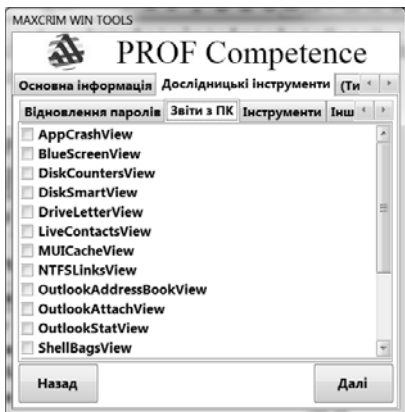 MAXCRIM WIN TOOLS
PROF Competence
Основна інформація Дослідницькі інструменти (Ти
Відновлення паролів Звіти з ПК Інструменти Інш
AppCrashView
BlueScreenView
DiskCountersView
DiskSmartView
DriveLetterView
LiveContactsView
MUICacheView
NTFSLinksView
OutlookAddressBookView
OutlookAttachView
OutlookStatView
ShellBagsView
Назад Далі